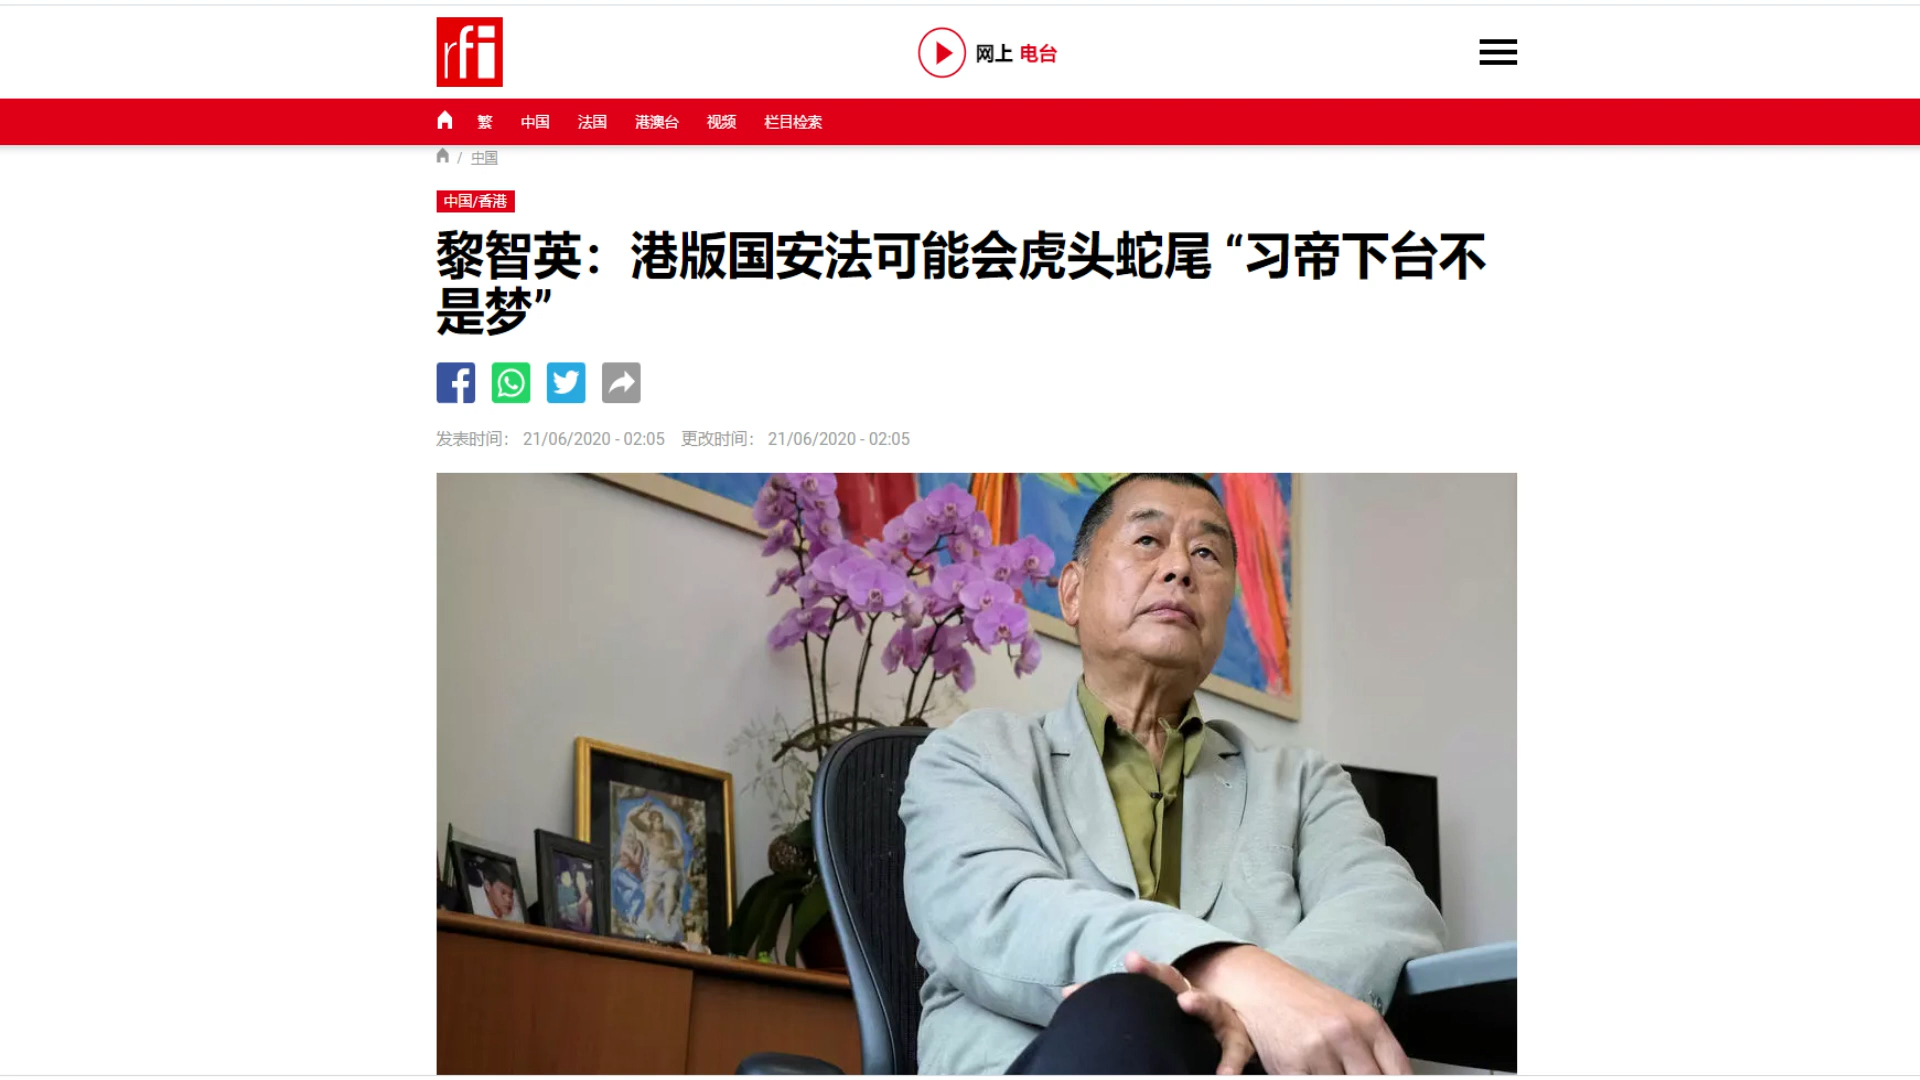 rfi
网上 电台
繁 中国 法国 港澳台 视频 栏目检索
/ 中国
中国/香港
黎智英：港版国安法可能会虎头蛇尾 “习帝下台不
是梦”
发表时间： 21/06/2020 - 02:05 更改时间： 21/06/2020 - 02:05